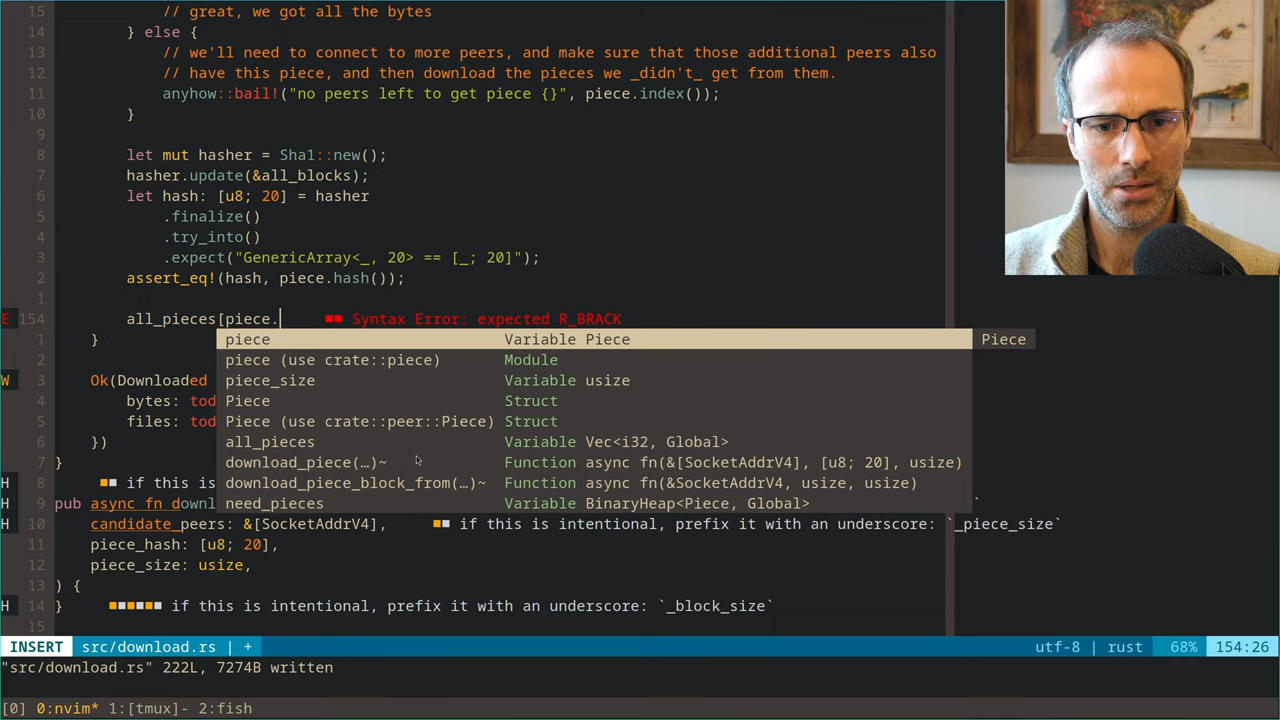 15 // great, we got all the bytes
14 } else {
13 // we'll need to connect to more peers, and make sure that those additional peers also
12 // have this piece, and then download the pieces we _didn't_ get from them.
11 anyhow::bail!("no peers left to get piece {}", piece.index());
10 }
9
8 let mut hasher = Sha1::new();
7 hasher.update(&all_blocks);
6 let hash: [u8; 20] = hasher
5 .finalize()
4 .try_into()
3 .expect("GenericArray<_, 20> == [_; 20]");
2 assert_eq!(hash, piece.hash());
1
E 154 all_pieces[piece. ■■ Syntax Error: expected R_BRACK
1 } piece Variable Piece Piece
2 piece (use crate::piece) Module
W 3 Ok(Downloaded piece_size Variable usize
4 bytes: tod Piece Struct
5 files: tod Piece (use crate::peer::Piece) Struct
6 }) all_pieces Variable Vec<i32, Global>
7 } download_piece(…)~ Function async fn(&[SocketAddrV4], [u8; 20], usize)
H 8 ■■ if this is download_piece_block_from(…)~ Function async fn(&SocketAddrV4, usize, usize)
H 9 pub async fn downl need_pieces Variable BinaryHeap<Piece, Global> `
H 10 candidate_peers: &[SocketAddrV4], ■■ if this is intentional, prefix it with an underscore: `_piece_size`
11 piece_hash: [u8; 20],
12 piece_size: usize,
13 ) {
H 14 } ■■■■■■ if this is intentional, prefix it with an underscore: `_block_size`
15
INSERT src/download.rs | + utf-8 | rust 68% 154:26
"src/download.rs" 222L, 7274B written
[0] 0:nvim* 1:[tmux]- 2:fish